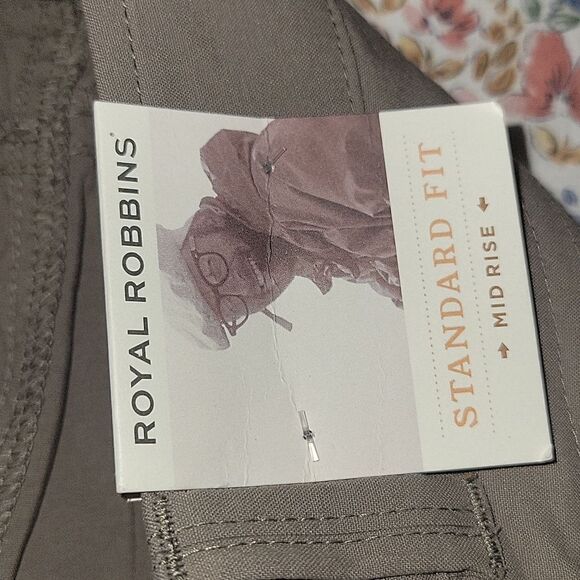 ROYAL ROBBINS®
STANDARD FIT
→ MID RISE ←